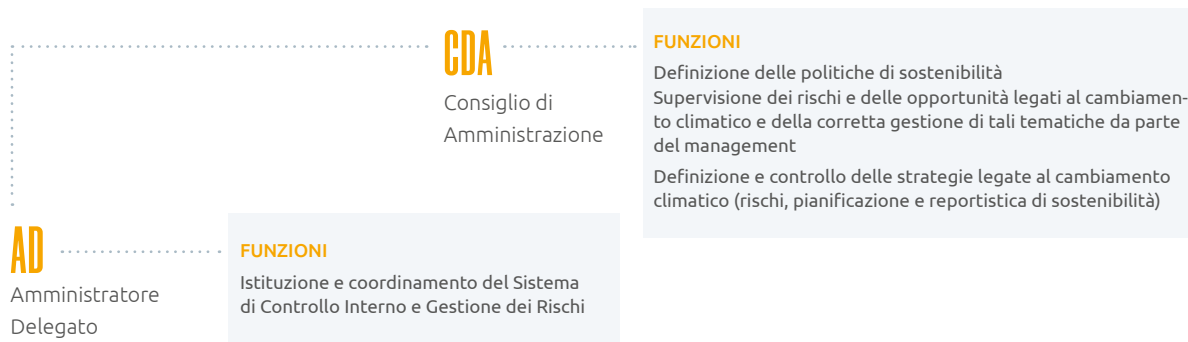 CDA
Consiglio di
Amministrazione
FUNZIONI
Definizione delle politiche di sostenibilità
Supervisione dei rischi e delle opportunità legati al cambiamen-
to climatico e della corretta gestione di tali tematiche da parte
del management
Definizione e controllo delle strategie legate al cambiamento
climatico (rischi, pianificazione e reportistica di sostenibilità)
AD
Amministratore
Delegato
FUNZIONI
Istituzione e coordinamento del Sistema
di Controllo Interno e Gestione dei Rischi